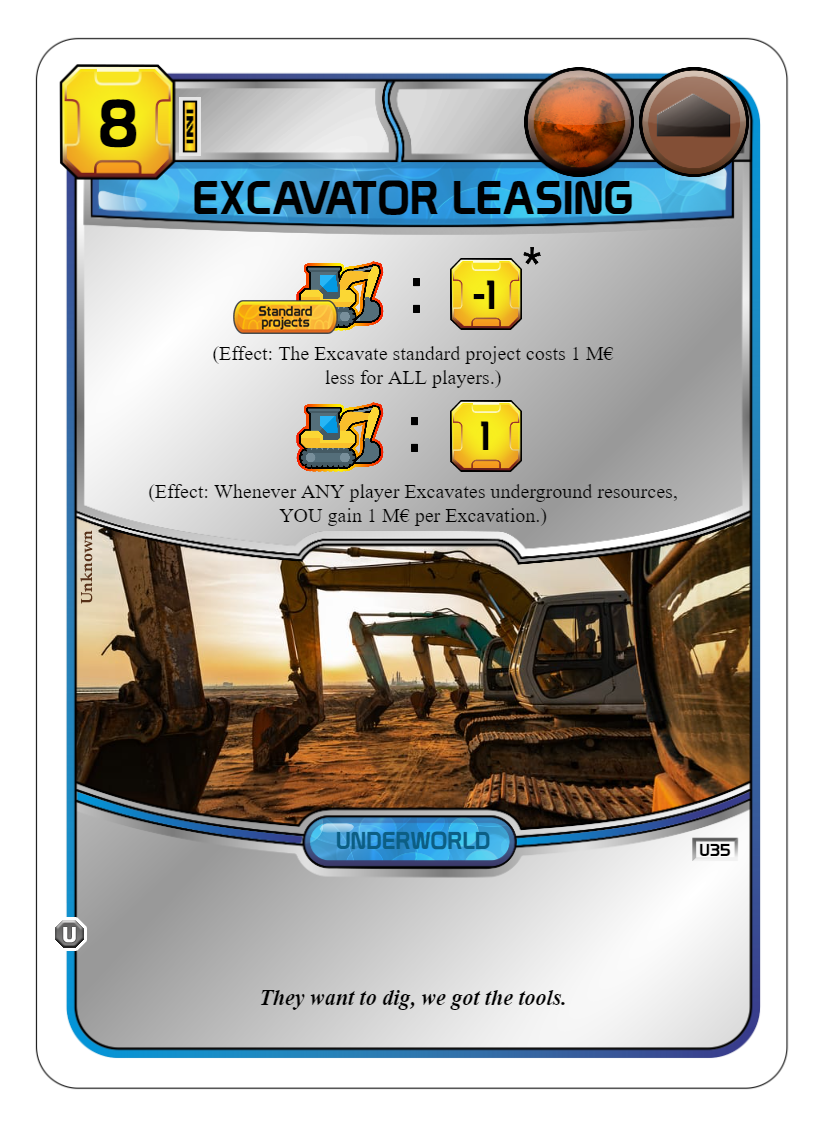 8
EXCAVATOR LEASING
Standard
projects
:
-1
*
(Effect: The Excavate standard project costs 1 M€
less for ALL players.)
:
1
(Effect: Whenever ANY player Excavates underground resources,
YOU gain 1 M€ per Excavation.)
Unknown
UNDERWORLD
U35
U
They want to dig, we got the tools.